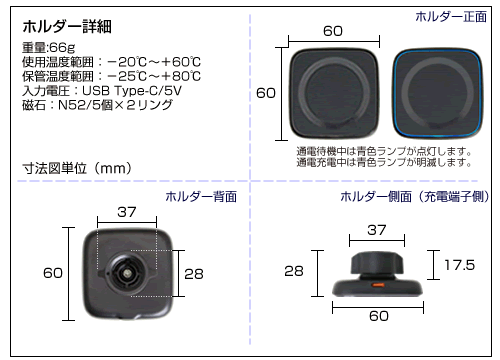 ホルダー詳細
重量:66g
使用温度範囲：－20℃～＋60℃
保管温度範囲：－25℃～＋80℃
入力電圧：USB Type-C/5V
磁石：N52/5個×2リング
寸法図単位（mm）
ホルダー正面
60
60
通電待機中は青色ランプが点灯します。
通電充電中は青色ランプが明滅します。
ホルダー背面
37
60
28
ホルダー側面（充電端子側）
37
28
17.5
60